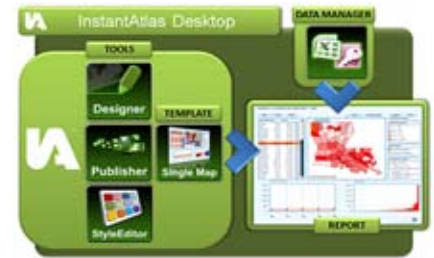 InstantAtlas Desktop
DATA MANAGER
TOOLS
Designer
TEMPLATE
Publisher
Single Map
StyleEditor
REPORT